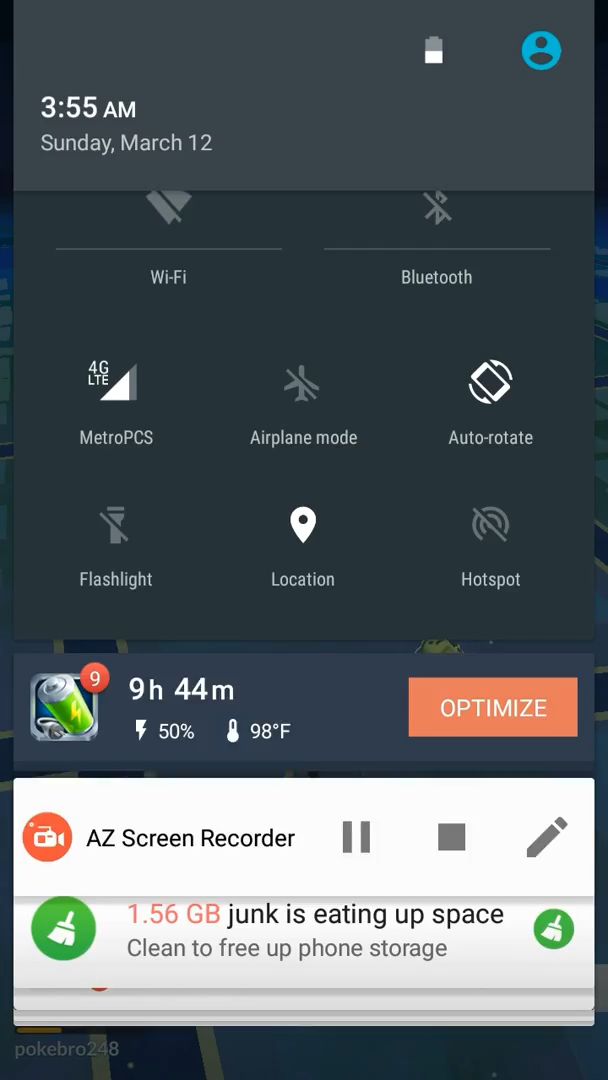 3:55 AM
Sunday, March 12
Wi-Fi
Bluetooth
4G
LTE
MetroPCS
Airplane mode
Auto-rotate
Flashlight
Location
Hotspot
9
9h 44m
50%
98°F
OPTIMIZE
AZ Screen Recorder
1.56 GB junk is eating up space
Clean to free up phone storage
pokebro248